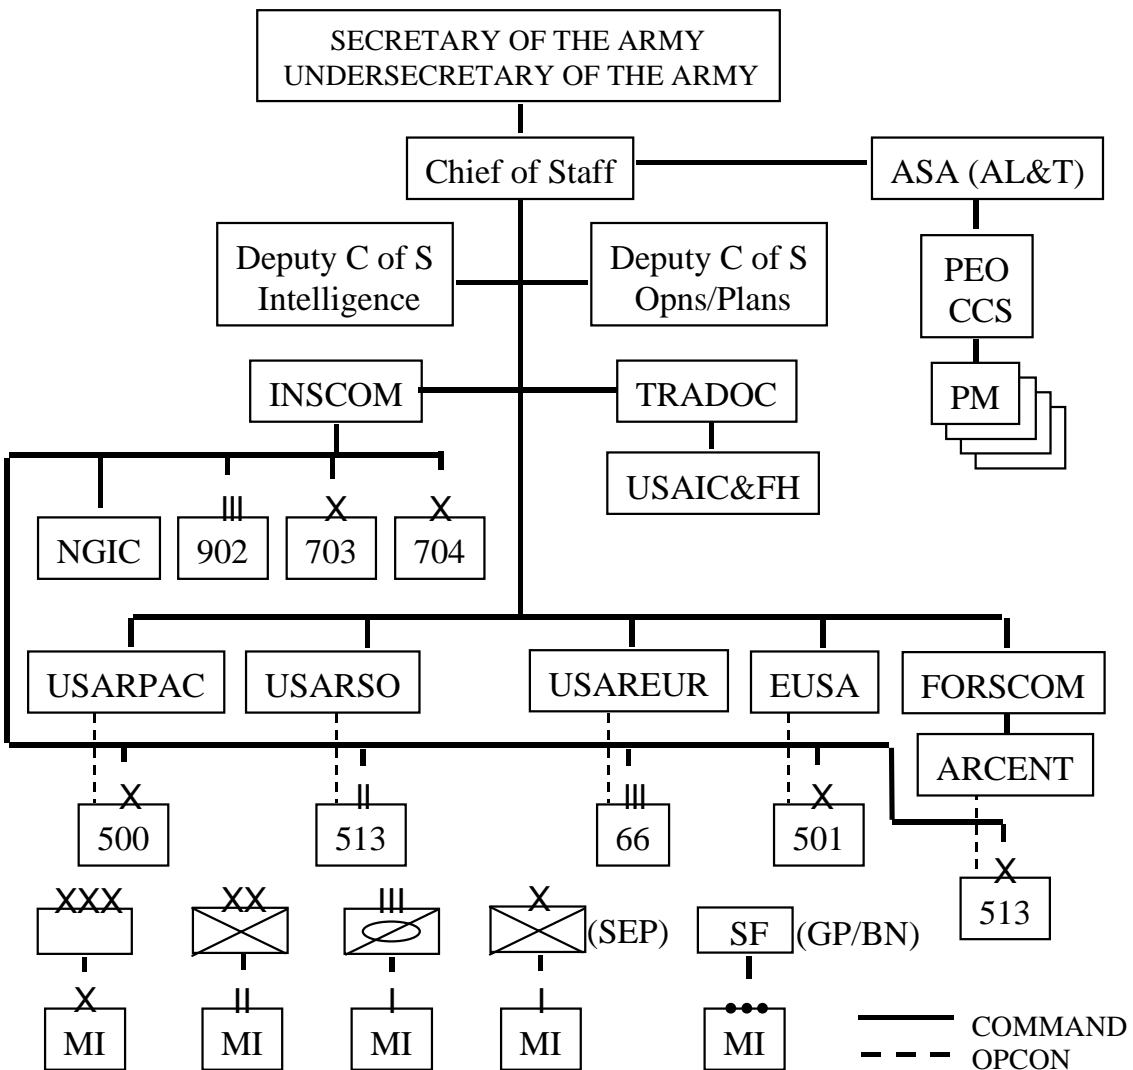 SECRETARY OF THE ARMY
UNDERSECRETARY OF THE ARMY
Chief of Staff
ASA (AL&T)
Deputy C of S
Intelligence
Deputy C of S
Opns/Plans
PEO
CCS
INSCOM
TRADOC
PM
USAIC&FH
III
X
X
NGIC
902
703
704
USARPAC
USARSO
USAREUR
EUSA
FORSCOM
ARCENT
X
II
III
X
500
513
66
501
X
513
XXX
XX
III
X
(SEP)
SF
(GP/BN)
X
II
I
I
•••
MI
MI
MI
MI
MI
COMMAND
OPCON